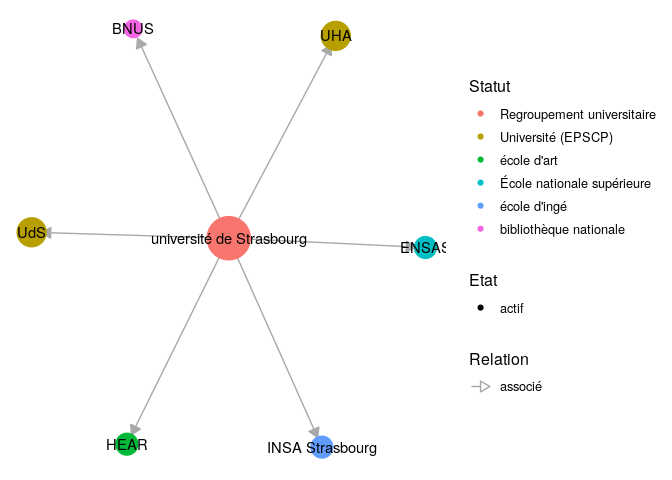 BNUS
UHA
UdS
université de Strasbourg
ENSAS
HEAR
INSA Strasbourg
Statut
Regroupement universitaire
Université (EPSCP)
école d'art
École nationale supérieure
école d'ingé
bibliothèque nationale
Etat
actif
Relation
associé